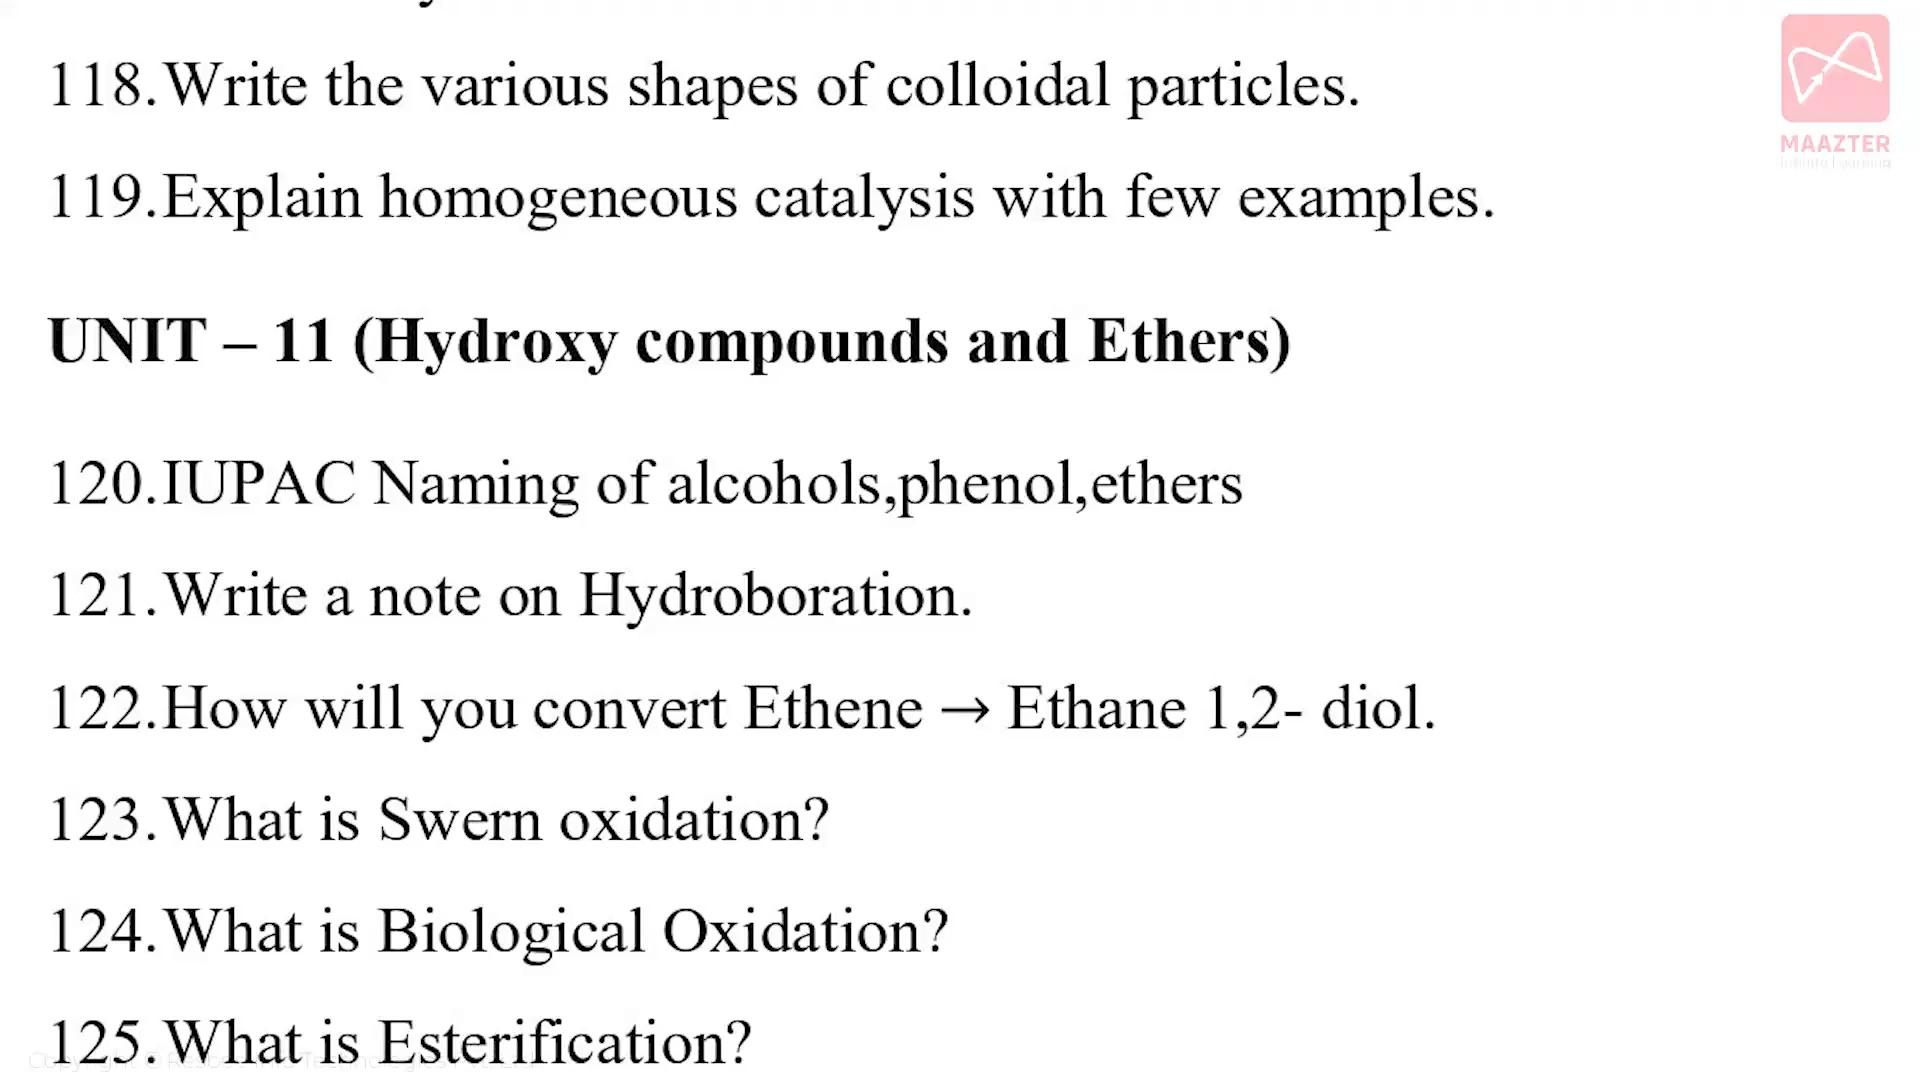 118.Write the various shapes of colloidal particles.
MAAZTER
Infinite Learning
119.Explain homogeneous catalysis with few examples.
UNIT – 11 (Hydroxy compounds and Ethers)
120.IUPAC Naming of alcohols,phenol,ethers
121.Write a note on Hydroboration.
122.How will you convert Ethene → Ethane 1,2- diol.
123.What is Swern oxidation?
124.What is Biological Oxidation?
125.What is Esterification?
Copyright ©